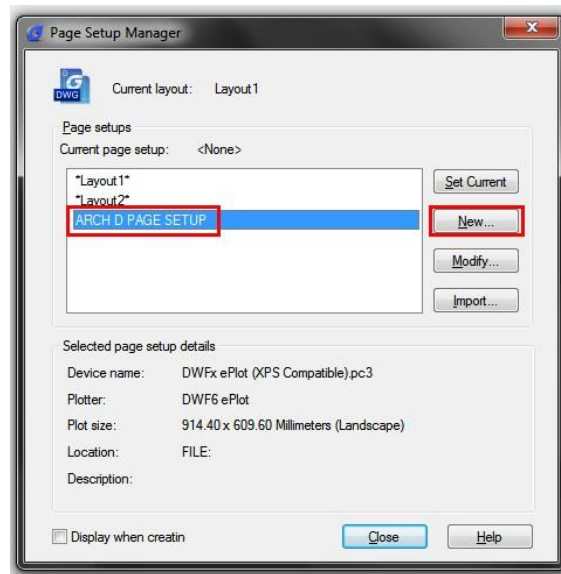 Page Setup Manager
DWG
Current layout: Layout1
Page setups
Current page setup: <None>
*Layout1*
*Layout2*
ARCH D PAGE SETUP
Set Current
New...
Modify...
Import...
Selected page setup details
Device name: DWFx ePlot (XPS Compatible).pc3
Plotter: DWF6 ePlot
Plot size: 914.40 x 609.60 Millimeters (Landscape)
Location: FILE:
Description:
Display when creatin
Close
Help